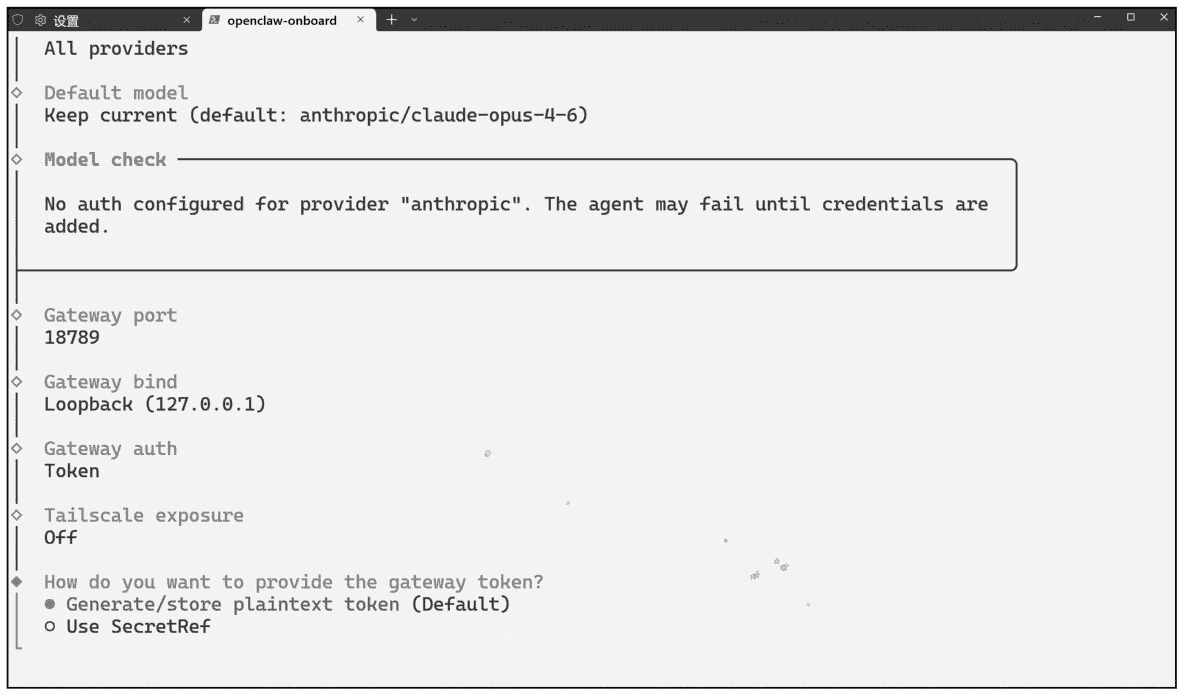 设置
openclaw-onboard
All providers
Default model
Keep current (default: anthropic/claude-opus-4-6)
Model check
No auth configured for provider "anthropic". The agent may fail until credentials are
added.
Gateway port
18789
Gateway bind
Loopback (127.0.0.1)
Gateway auth
Token
Tailscale exposure
Off
How do you want to provide the gateway token?
Generate/store plaintext token (Default)
Use SecretRef